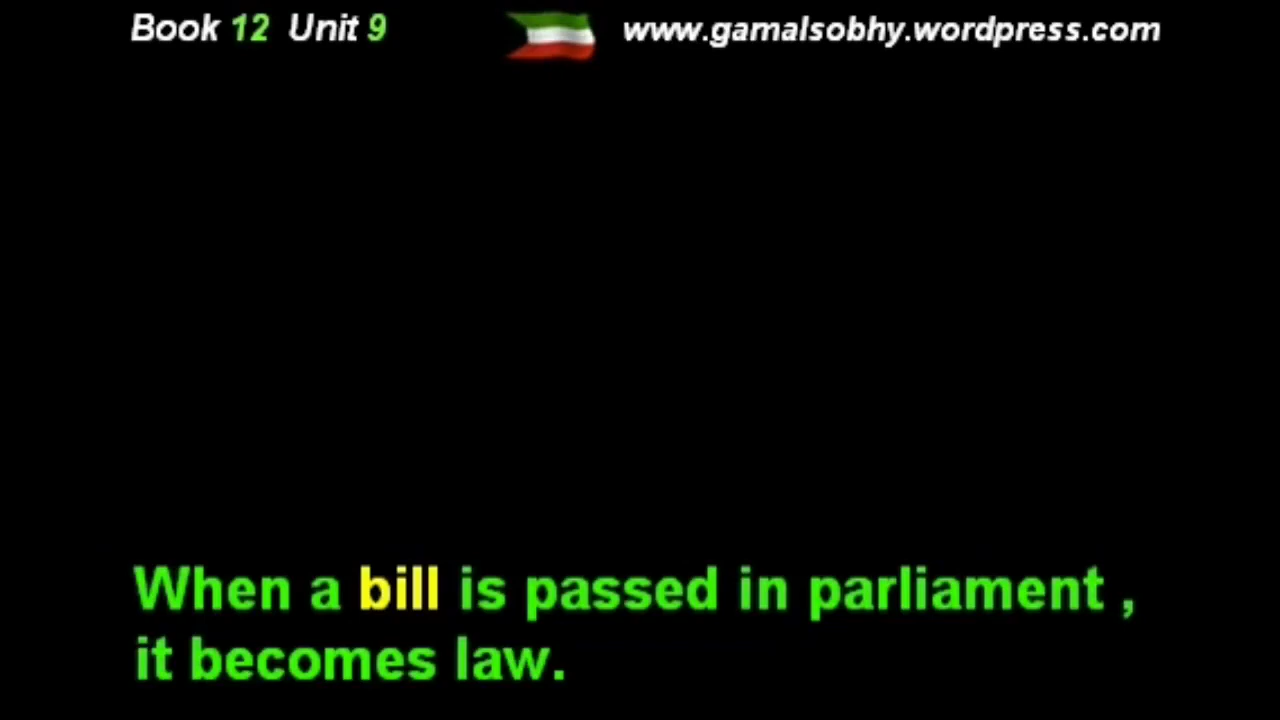 Book 12 Unit 9 www.gamalsobhy.wordpress.com
When a bill is passed in parliament ,
it becomes law.